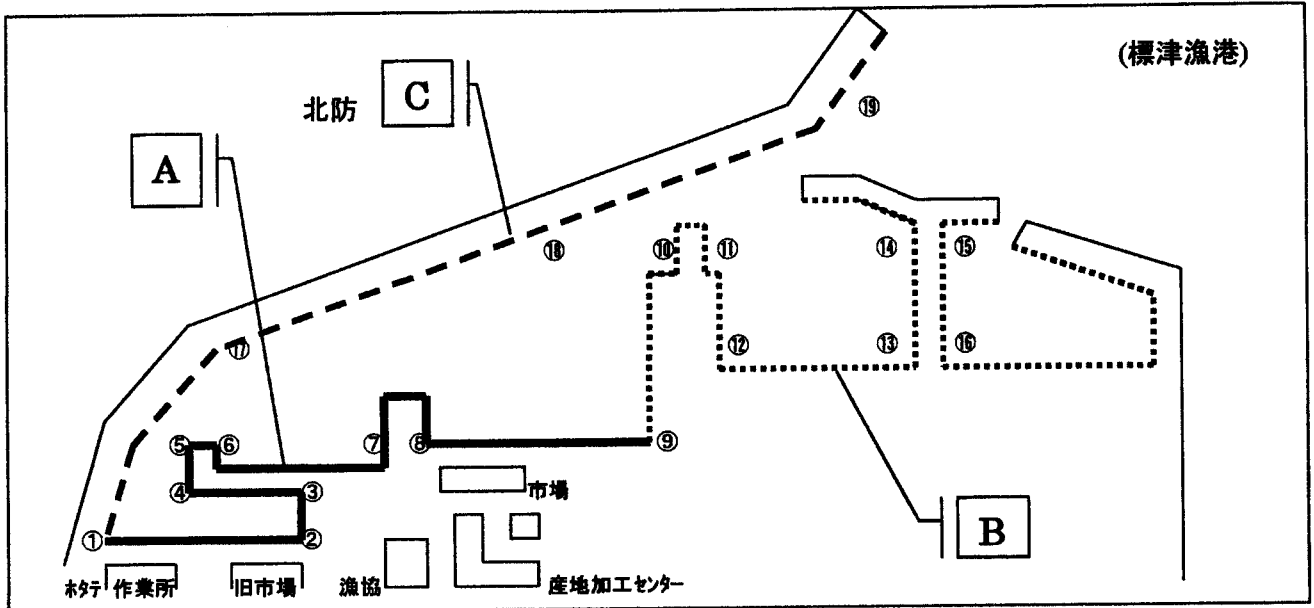 (標津漁港)
北防
C
A
⑲
⑱
⑩
⑪
⑭
⑮
⑰
⑫
⑬
⑯
⑤
⑥
⑦
⑧
⑨
④
③
市場
①
②
B
ホタテ 作業所
旧市場
漁協
産地加工センター